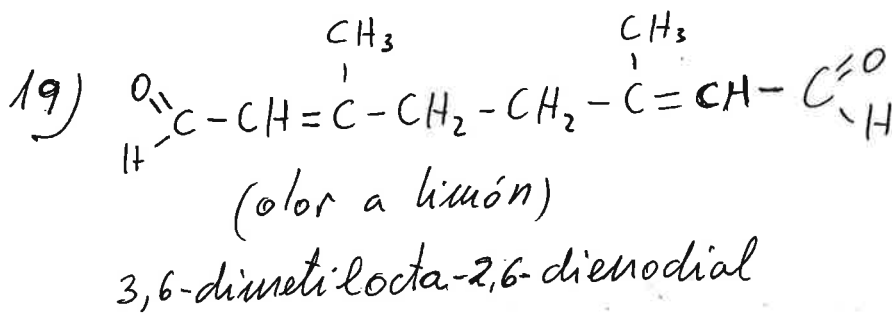 CH3 CH3
19) O=C-CH=C-CH2-CH2-C=CH-C=O
H H
(olor a limón)
3,6-dimetilocta-2,6-dienodial